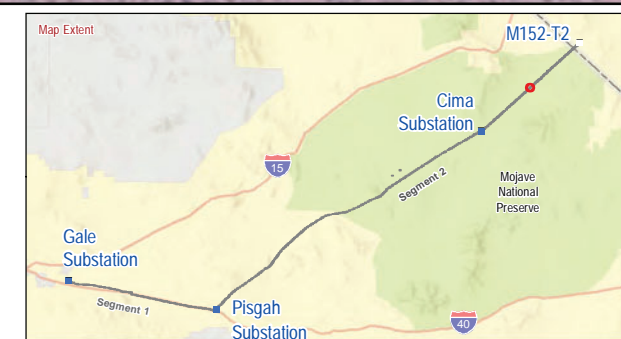 Map Extent
M152-T2
Cima
Substation
15
Segment 2
Mojave
National
Preserve
Gale
Substation
Segment 1
Pisgah
Substation
40